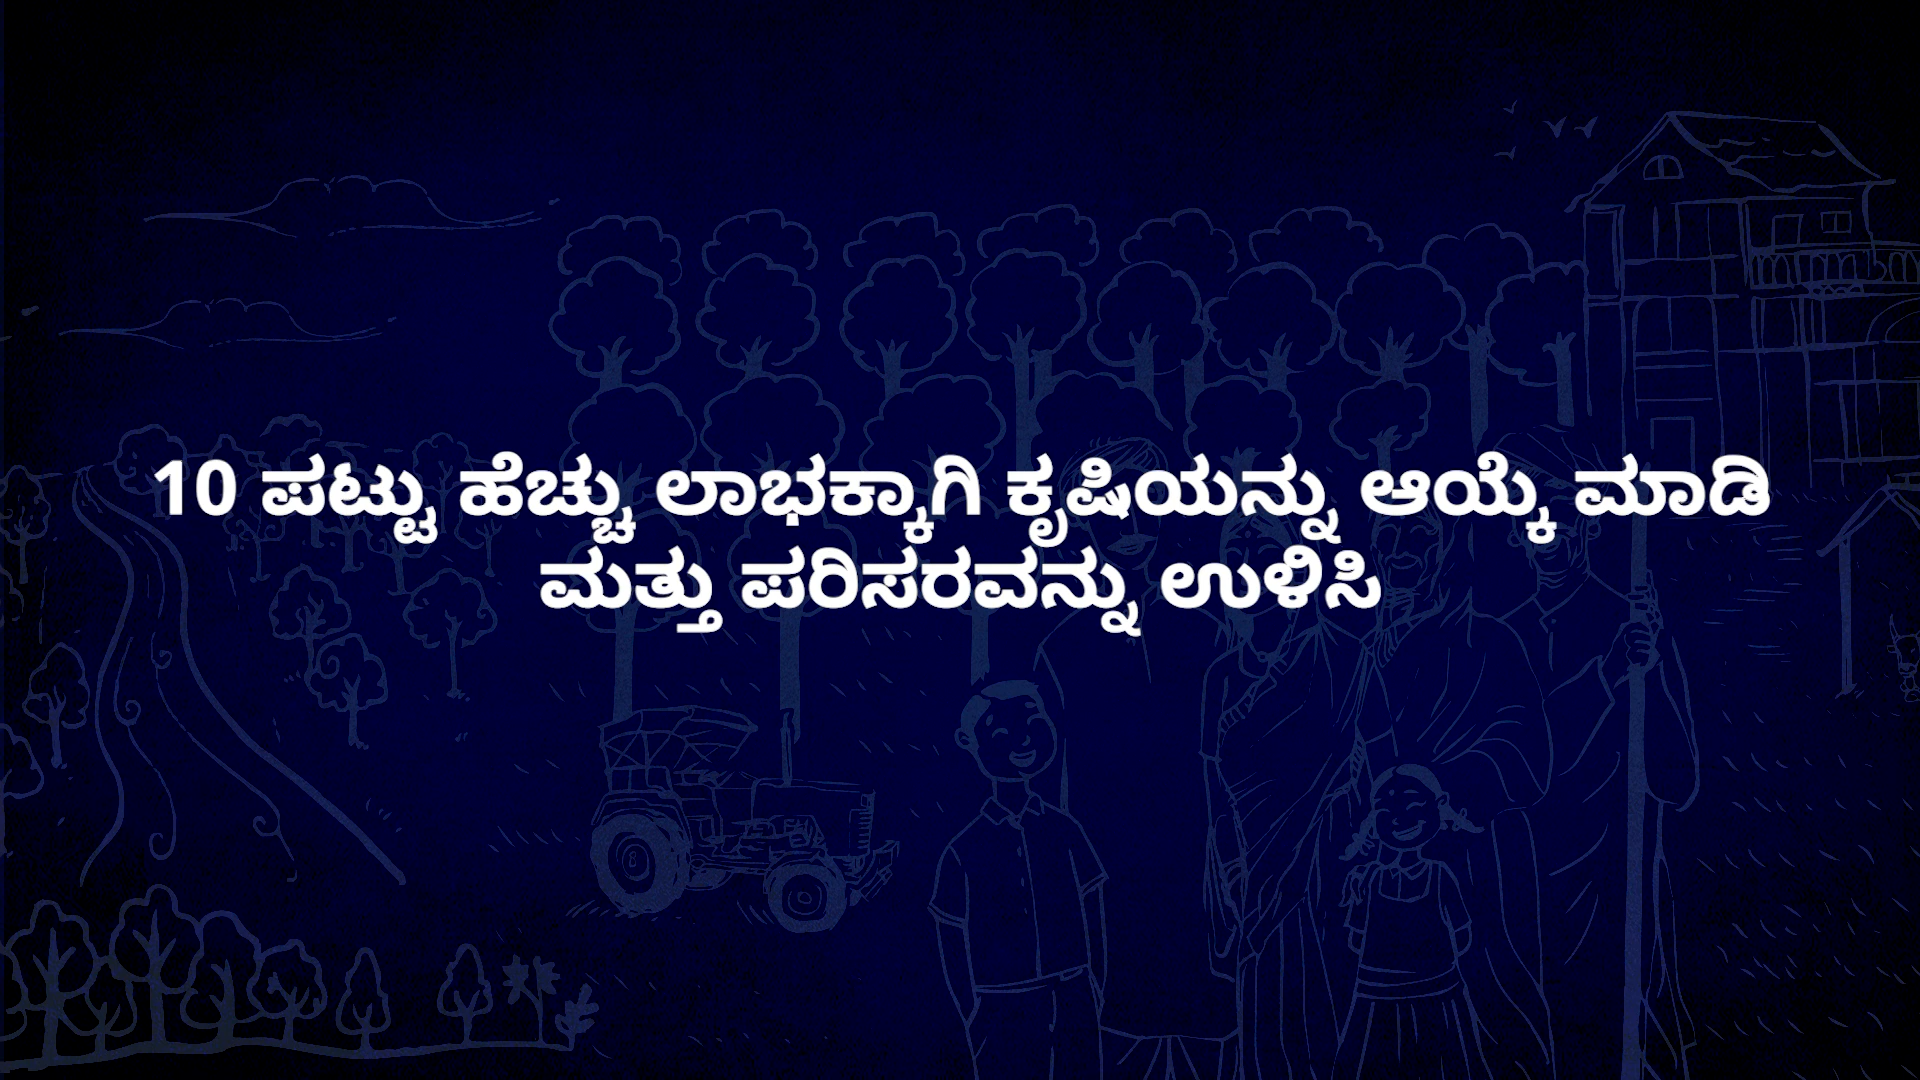 10 ಪಟ್ಟು ಹೆಚ್ಚು ಲಾಭಕ್ಕಾಗಿ ಕೃಷಿಯನ್ನು ಆಯ್ಕೆ ಮಾಡಿ
ಮತ್ತು ಪರಿಸರವನ್ನು ಉಳಿಸಿ